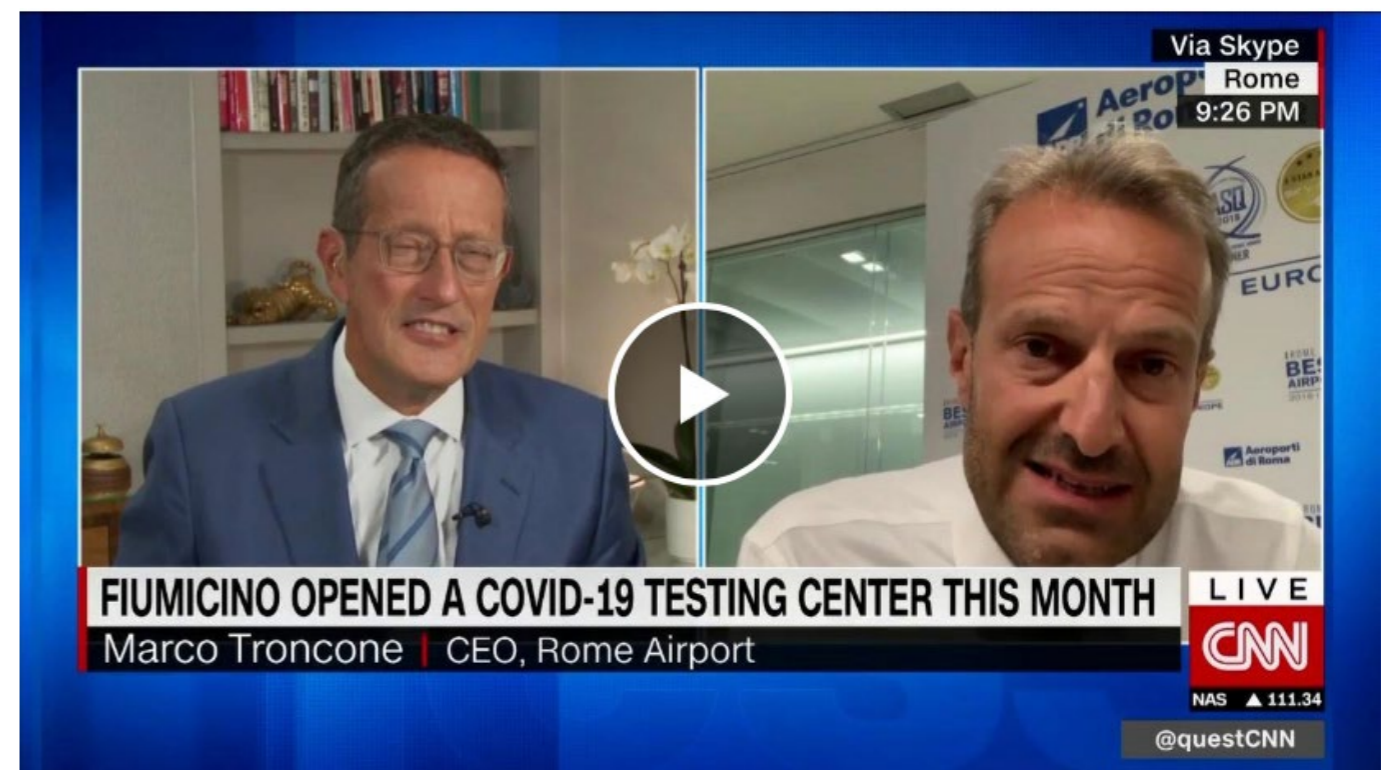 Via Skype
Rome
9:26 PM
Aeroporti
di Roma
FIUMICINO OPENED A COVID-19 TESTING CENTER THIS MONTH
Marco Troncone | CEO, Rome Airport
LIVE
CNN
NAS ▲ 111.34
@questCNN